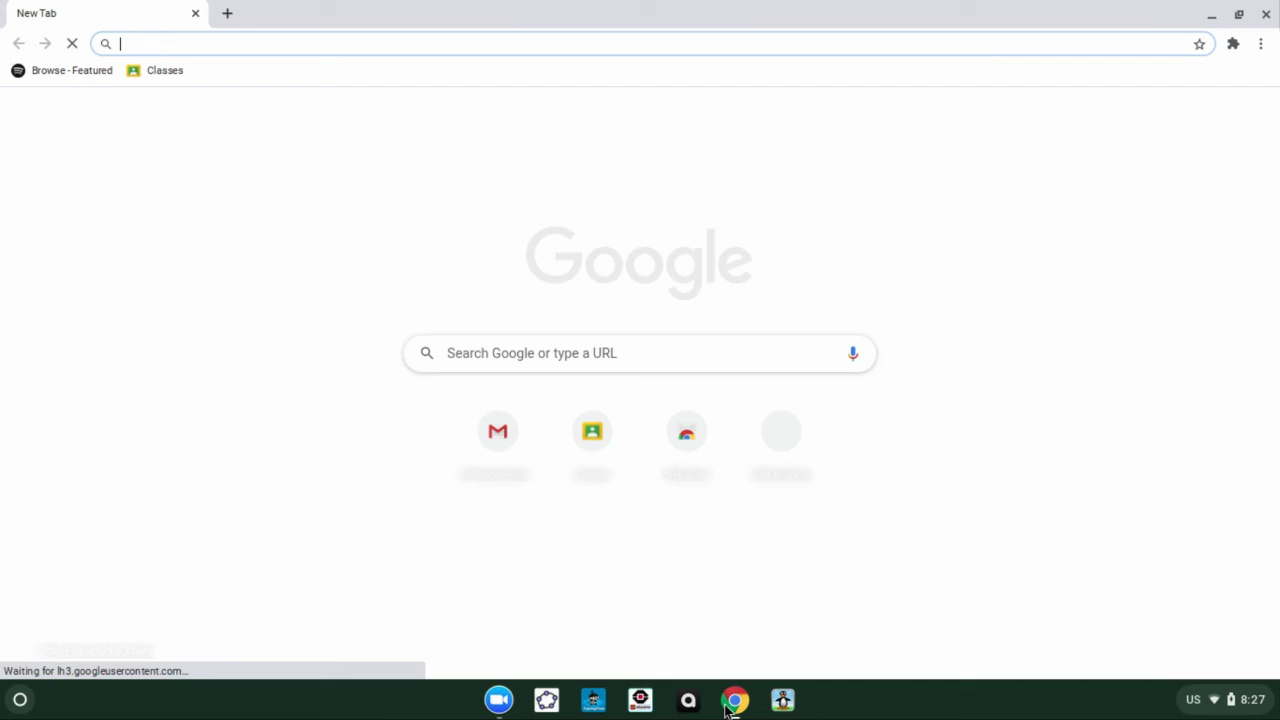 New Tab
Browse - Featured
Classes
Google
Search Google or type a URL
Waiting for lh3.googleusercontent.com...
US
8:27